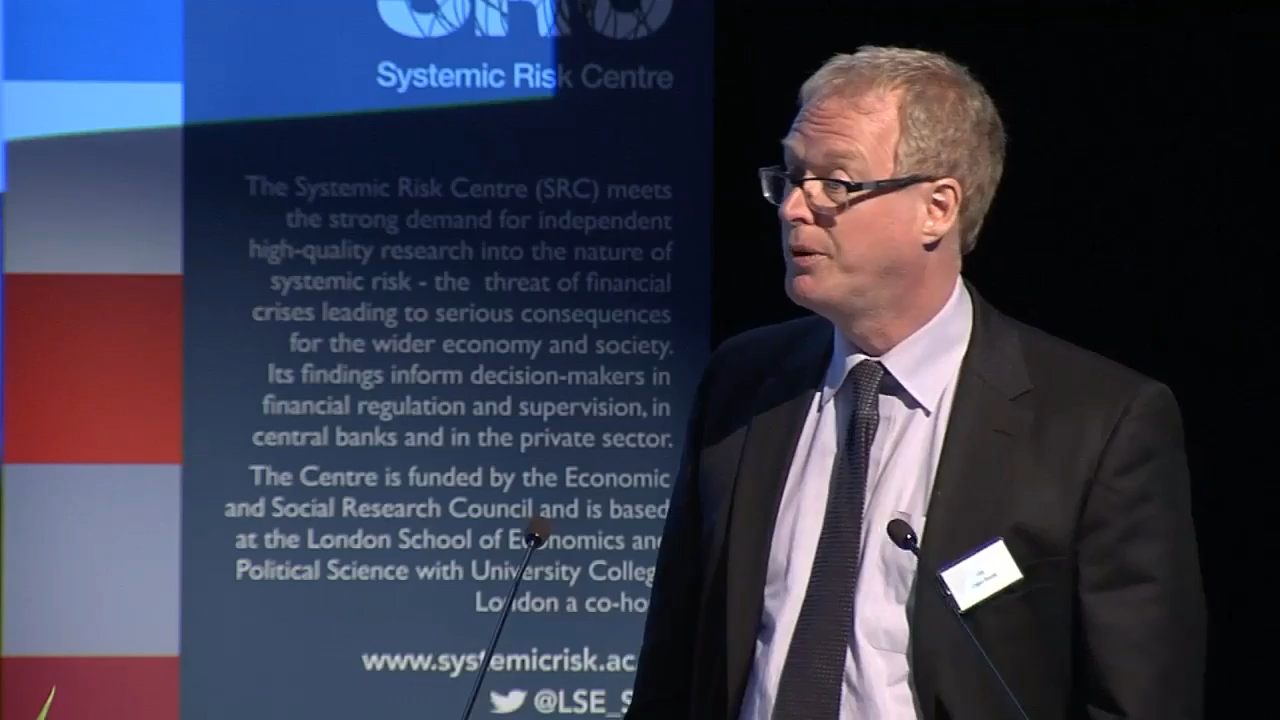 SRC
Systemic Risk Centre
The Systemic Risk Centre (SRC) meets
the strong demand for independent
high-quality research into the nature of
systemic risk - the threat of financial
crises leading to serious consequences
for the wider economy and society.
Its findings inform decision-makers in
financial regulation and supervision, in
central banks and in the private sector.
The Centre is funded by the Economic
and Social Research Council and is based
at the London School of Economics and
Political Science with University Colleg
London a co-ho
www.systemicrisk.ac.
@LSE_S